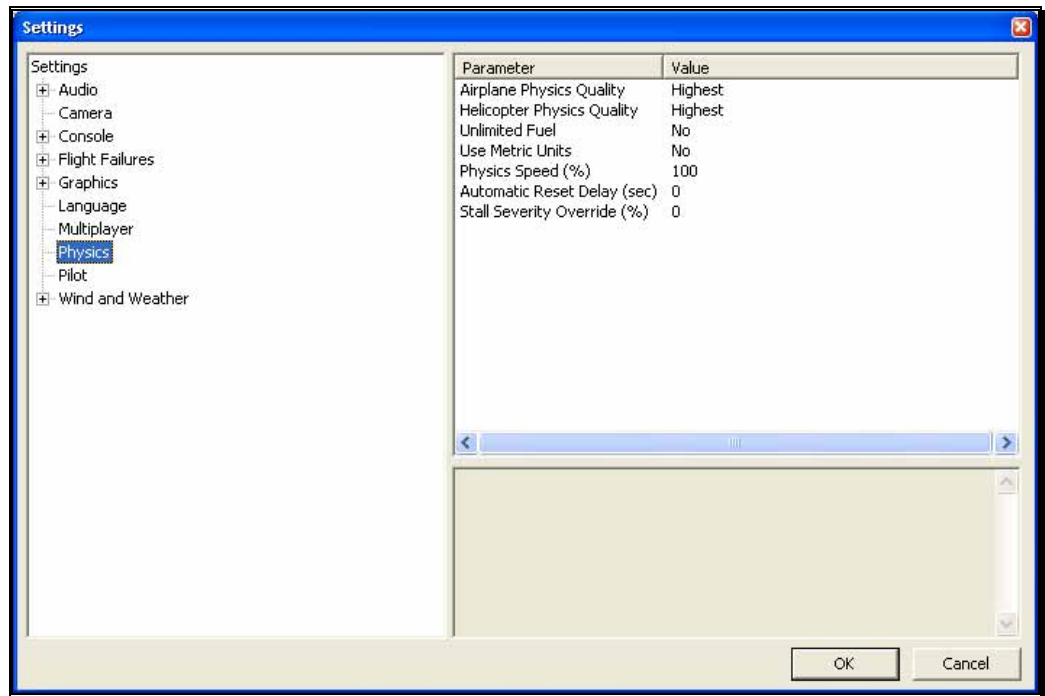 Settings
Settings
Audio
Camera
Console
Flight Failures
Graphics
Language
Multiplayer
Physics
Pilot
Wind and Weather
Parameter Value
Airplane Physics Quality Highest
Helicopter Physics Quality Highest
Unlimited Fuel No
Use Metric Units No
Physics Speed (%) 100
Automatic Reset Delay (sec) 0
Stall Severity Override (%) 0
OK Cancel